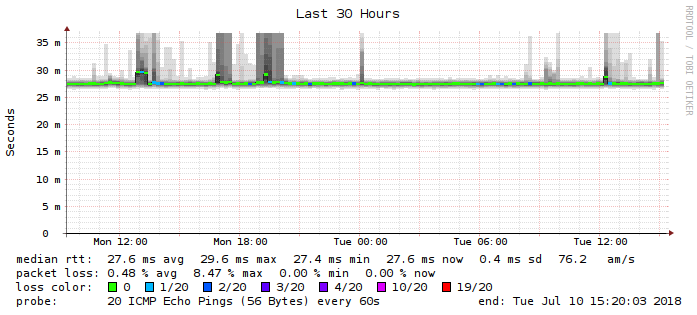 Last 30 Hours
RRDTOOL / TOBI OETIKER
Seconds
35 m
30 m
25 m
20 m
15 m
10 m
5 m
0
Mon 12:00 Mon 18:00 Tue 00:00 Tue 06:00 Tue 12:00
median rtt: 27.6 ms avg 29.6 ms max 27.4 ms min 27.6 ms now 0.4 ms sd 76.2 am/s
packet loss: 0.48 % avg 8.47 % max 0.00 % min 0.00 % now
loss color: 0 1/20 2/20 3/20 4/20 10/20 19/20
probe: 20 ICMP Echo Pings (56 Bytes) every 60s end: Tue Jul 10 15:20:03 2018